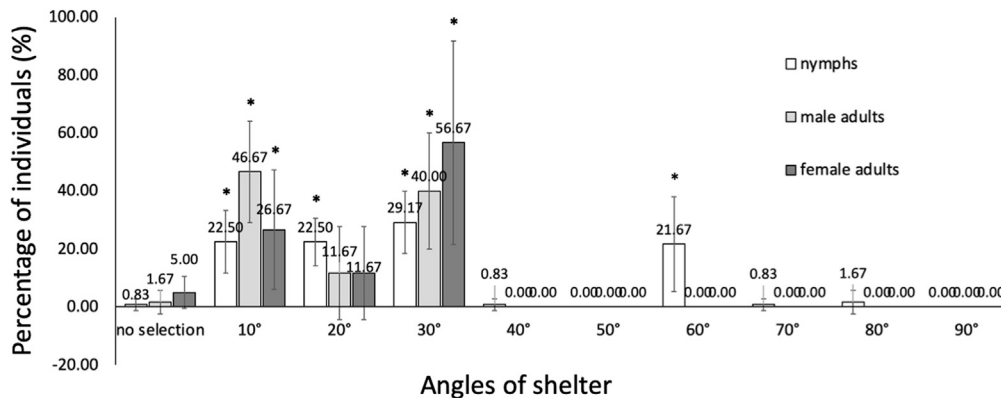 100.00
80.00
60.00
40.00
20.00
0.00
-20.00
Percentage of individuals (%)
* * * * * * * *
nymphs
male adults
female adults
0.83 1.67 5.00
22.50 46.67 26.67
22.50 11.67 11.67
29.17 40.00 56.67
0.83 0.00 0.00
0.00 0.00 0.00
21.67 0.00 0.00
0.83 0.00 0.00
1.67 0.00 0.00
0.00 0.00 0.00
no selection 10° 20° 30° 40° 50° 60° 70° 80° 90°
Angles of shelter